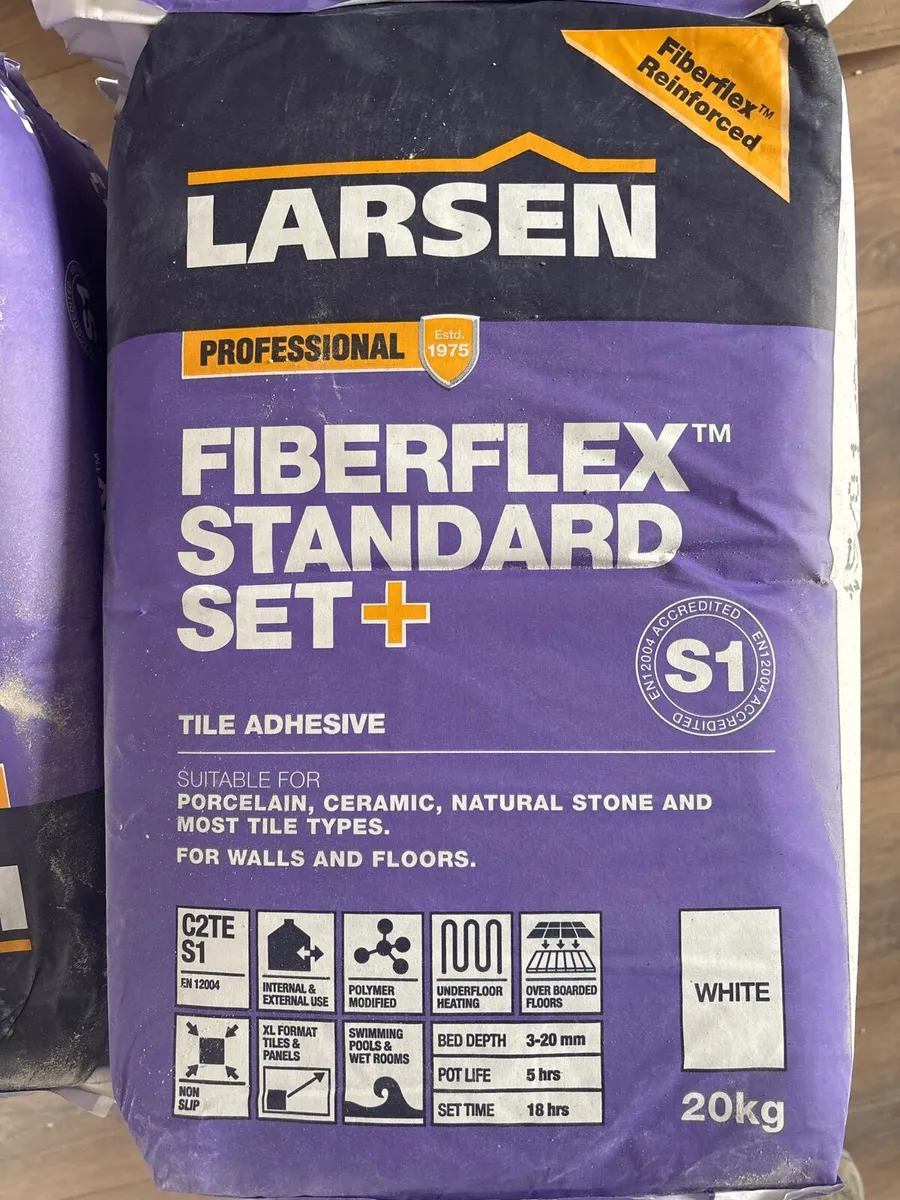 Fiberflex™
Reinforced
LARSEN
PROFESSIONAL
Estd.
1975
FIBERFLEX™
STANDARD
SET+
EN12004 ACCREDITED EN12004 ACCREDITED
S1
TILE ADHESIVE
SUITABLE FOR
PORCELAIN, CERAMIC, NATURAL STONE AND
MOST TILE TYPES.
FOR WALLS AND FLOORS.
C2TE
S1
EN 12004
INTERNAL &
EXTERNAL USE
POLYMER
MODIFIED
UNDERFLOOR
HEATING
OVER BOARDED
FLOORS
WHITE
NON
SLIP
XL FORMAT
TILES &
PANELS
SWIMMING
POOLS &
WET ROOMS
BED DEPTH 3-20 mm
POT LIFE 5 hrs
SET TIME 18 hrs
20kg